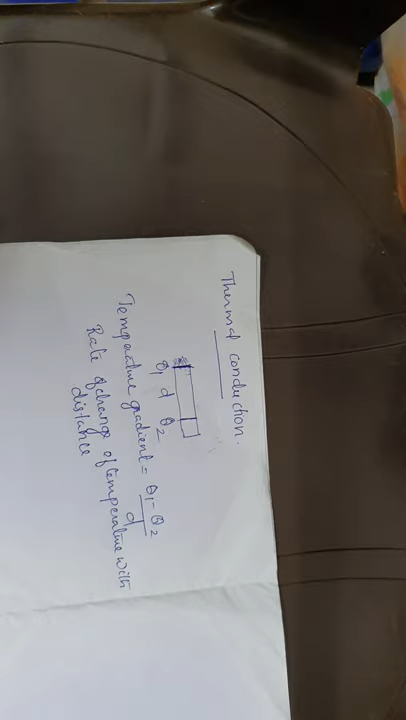 Thermal conduction.
θ₁ d θ₂
Temperature gradient = θ₁ - θ₂
d
Rate of change of temperature with
distance